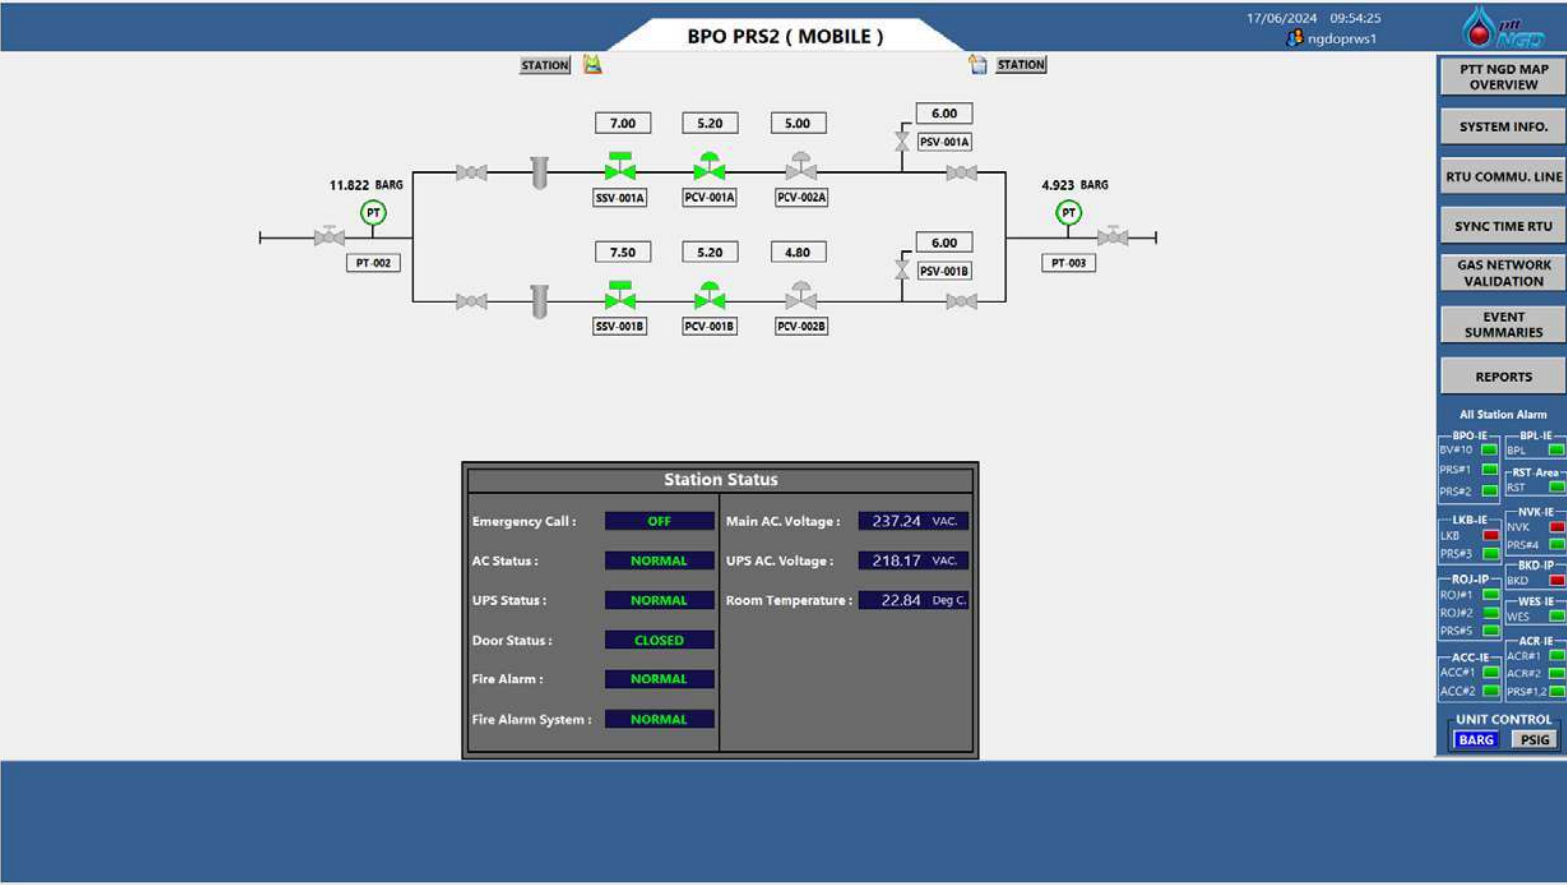 BPO PRS2 ( MOBILE )
17/06/2024 09:54:25
ngdoprws1
ptt
NGD
STATION
STATION
7.00
5.20
5.00
6.00
PSV-001A
11.822 BARG
PT
SSV-001A
PCV-001A
PCV-002A
4.923 BARG
PT
PT-002
7.50
5.20
4.80
6.00
PSV-001B
PT-003
SSV-001B
PCV-001B
PCV-002B
Station Status
Emergency Call : OFF
AC Status : NORMAL
UPS Status : NORMAL
Door Status : CLOSED
Fire Alarm : NORMAL
Fire Alarm System : NORMAL
Main AC. Voltage : 237.24 VAC.
UPS AC. Voltage : 218.17 VAC.
Room Temperature : 22.84 Deg C.
PTT NGD MAP
OVERVIEW
SYSTEM INFO.
RTU COMMU. LINE
SYNC TIME RTU
GAS NETWORK
VALIDATION
EVENT
SUMMARIES
REPORTS
All Station Alarm
BPO-IE
BV#10
PRS#1
PRS#2
BPL-IE
BPL
RST-Area
RST
LKB-IE
LKB
PRS#3
NVK-IE
NVK
PRS#4
BKD-IP
BKD
ROJ-IP
ROJ#1
ROJ#2
PRS#5
WES-IE
WES
ACR-IE
ACR#1
ACR#2
PRS#1,2
ACC-IE
ACC#1
ACC#2
UNIT CONTROL
BARG PSIG